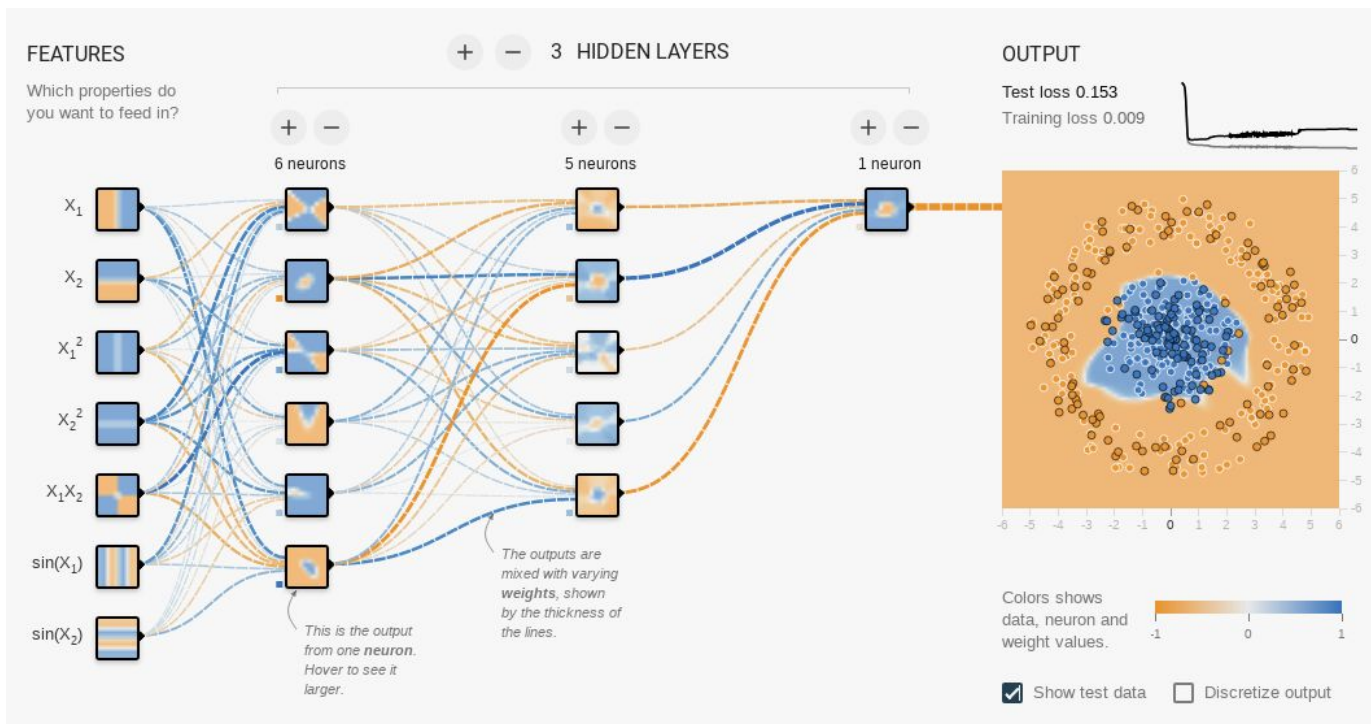 FEATURES
Which properties do
you want to feed in?
+ − 3 HIDDEN LAYERS
+ −
6 neurons
+ −
5 neurons
+ −
1 neuron
X₁
X₂
X₁²
X₂²
X₁X₂
sin(X₁)
sin(X₂)
This is the output
from one neuron.
Hover to see it
larger.
The outputs are
mixed with varying
weights, shown
by the thickness of
the lines.
OUTPUT
Test loss 0.153
Training loss 0.009
6
5
4
3
2
1
0
-1
-2
-3
-4
-5
-6
-6 -5 -4 -3 -2 -1 0 1 2 3 4 5 6
Colors shows
data, neuron and
weight values.
-1 0 1
Show test data
Discretize output